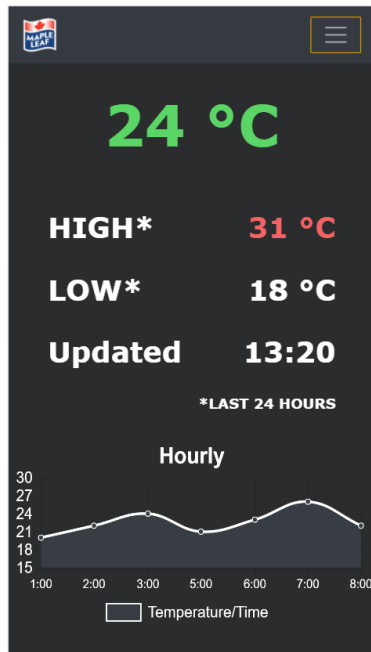 MAPLE
LEAF
24 °C
HIGH* 31 °C
LOW* 18 °C
Updated 13:20
*LAST 24 HOURS
Hourly
30
27
24
21
18
15
1:00 2:00 3:00 5:00 6:00 7:00 8:00
Temperature/Time